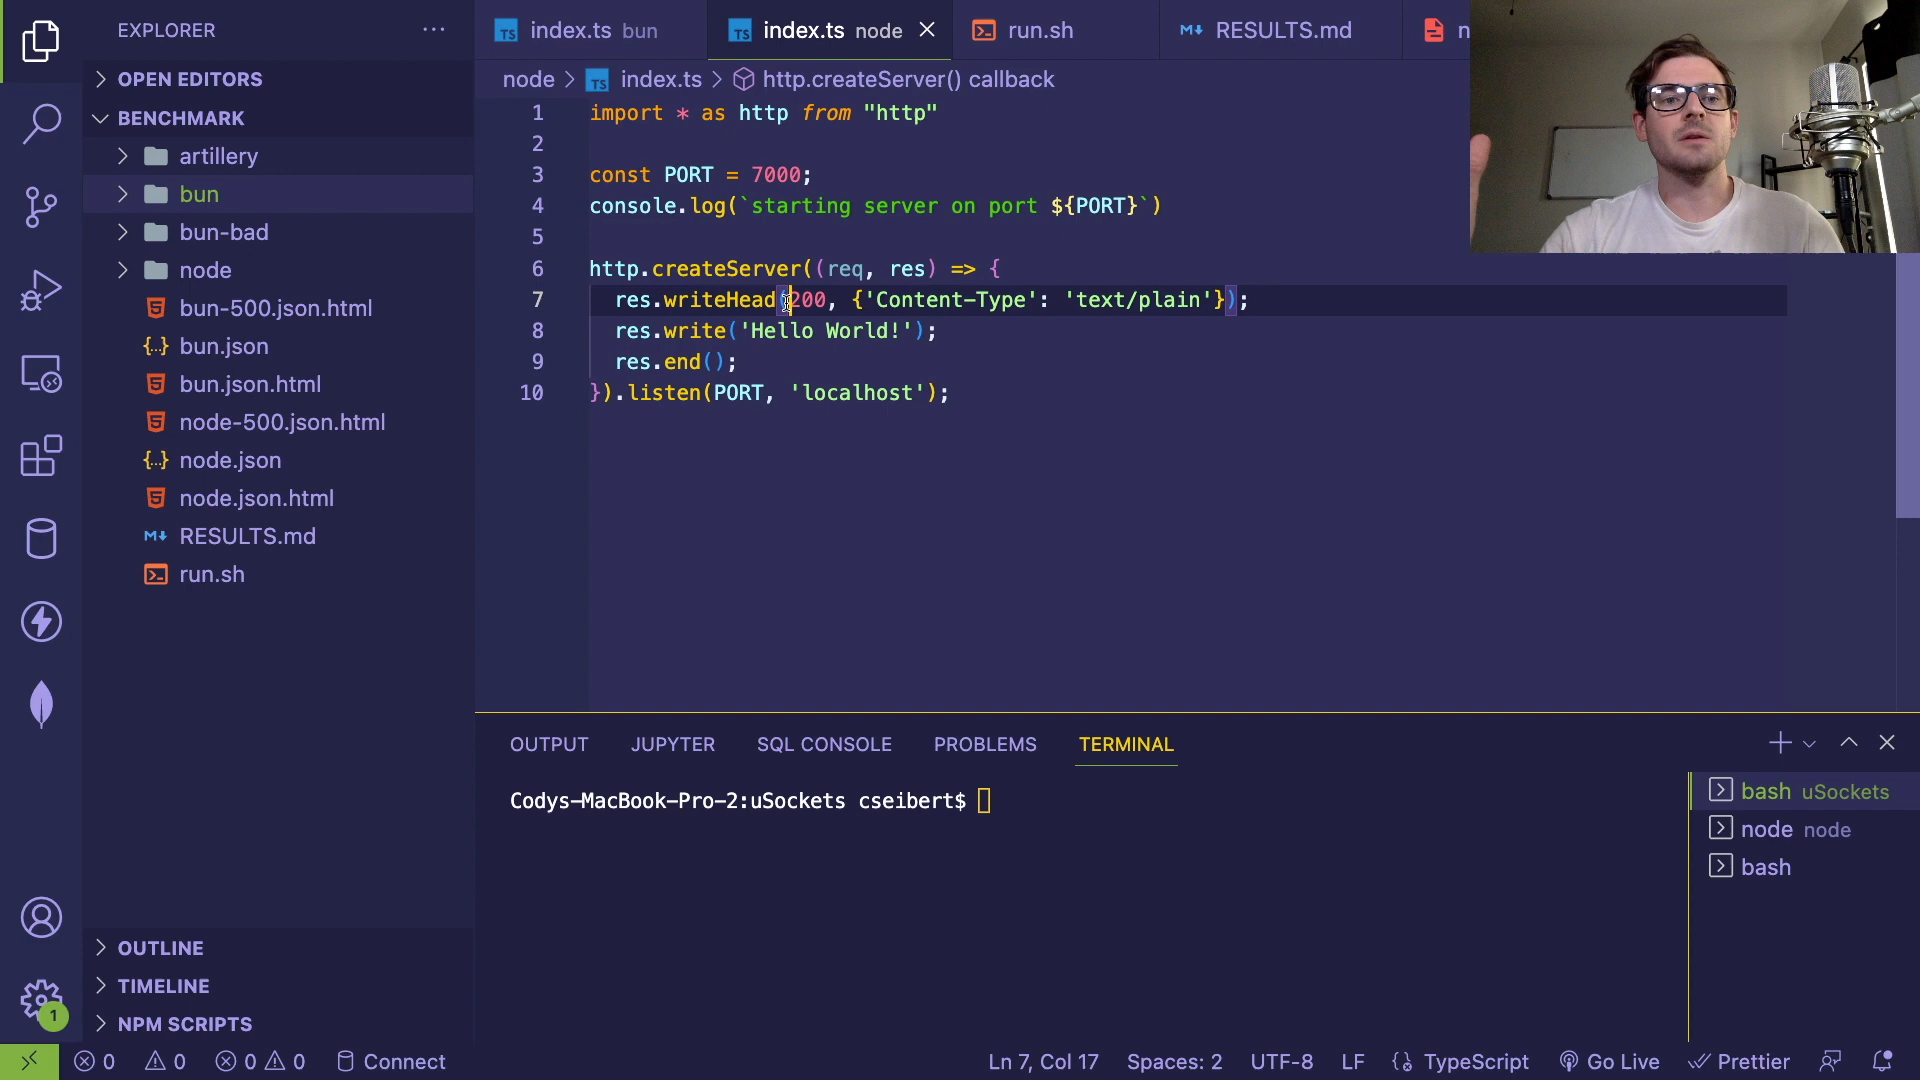 EXPLORER
OPEN EDITORS
BENCHMARK
artillery
bun
bun-bad
node
bun-500.json.html
bun.json
bun.json.html
node-500.json.html
node.json
node.json.html
RESULTS.md
run.sh
OUTLINE
TIMELINE
NPM SCRIPTS
index.ts bun
index.ts node
run.sh
RESULTS.md
n
node > index.ts > http.createServer() callback
1 import * as http from "http"
2
3 const PORT = 7000;
4 console.log(`starting server on port ${PORT}`)
5
6 http.createServer((req, res) => {
7 res.writeHead(200, {'Content-Type': 'text/plain'});
8 res.write('Hello World!');
9 res.end();
10 }).listen(PORT, 'localhost');
OUTPUT JUPYTER SQL CONSOLE PROBLEMS TERMINAL
Codys-MacBook-Pro-2:uSockets cseibert$
bash uSockets
node node
bash
1
0 0 0 0 Connect Ln 7, Col 17 Spaces: 2 UTF-8 LF TypeScript Go Live Prettier